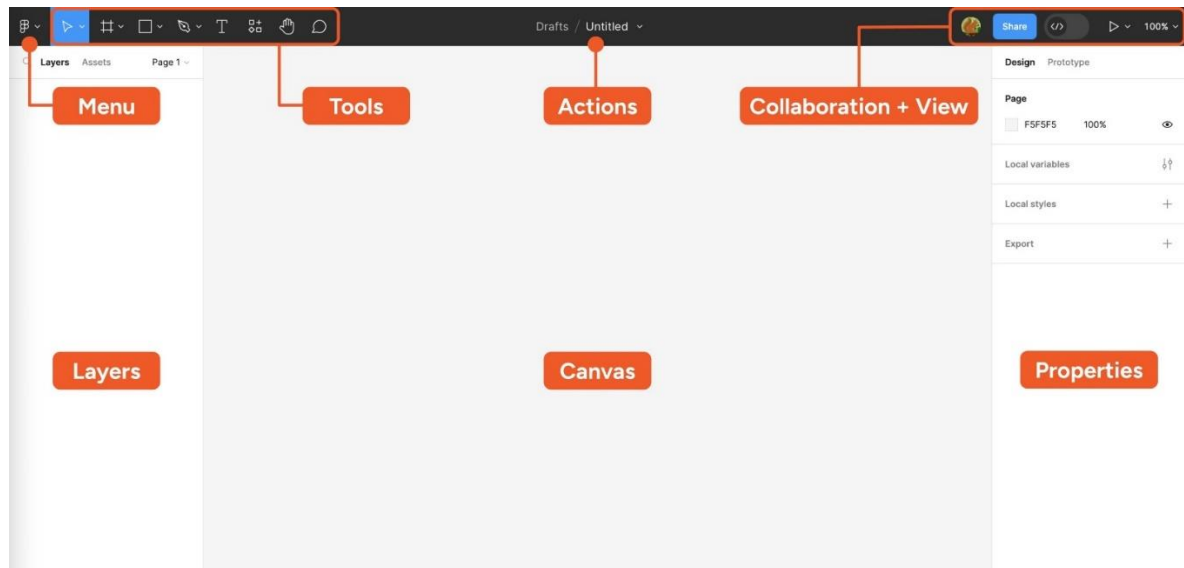 Drafts / Untitled
Share
100%
Layers Assets Page 1
Design Prototype
Menu
Tools
Actions
Collaboration + View
Page
F5F5F5 100%
Local variables
Local styles
Export
Layers
Canvas
Properties